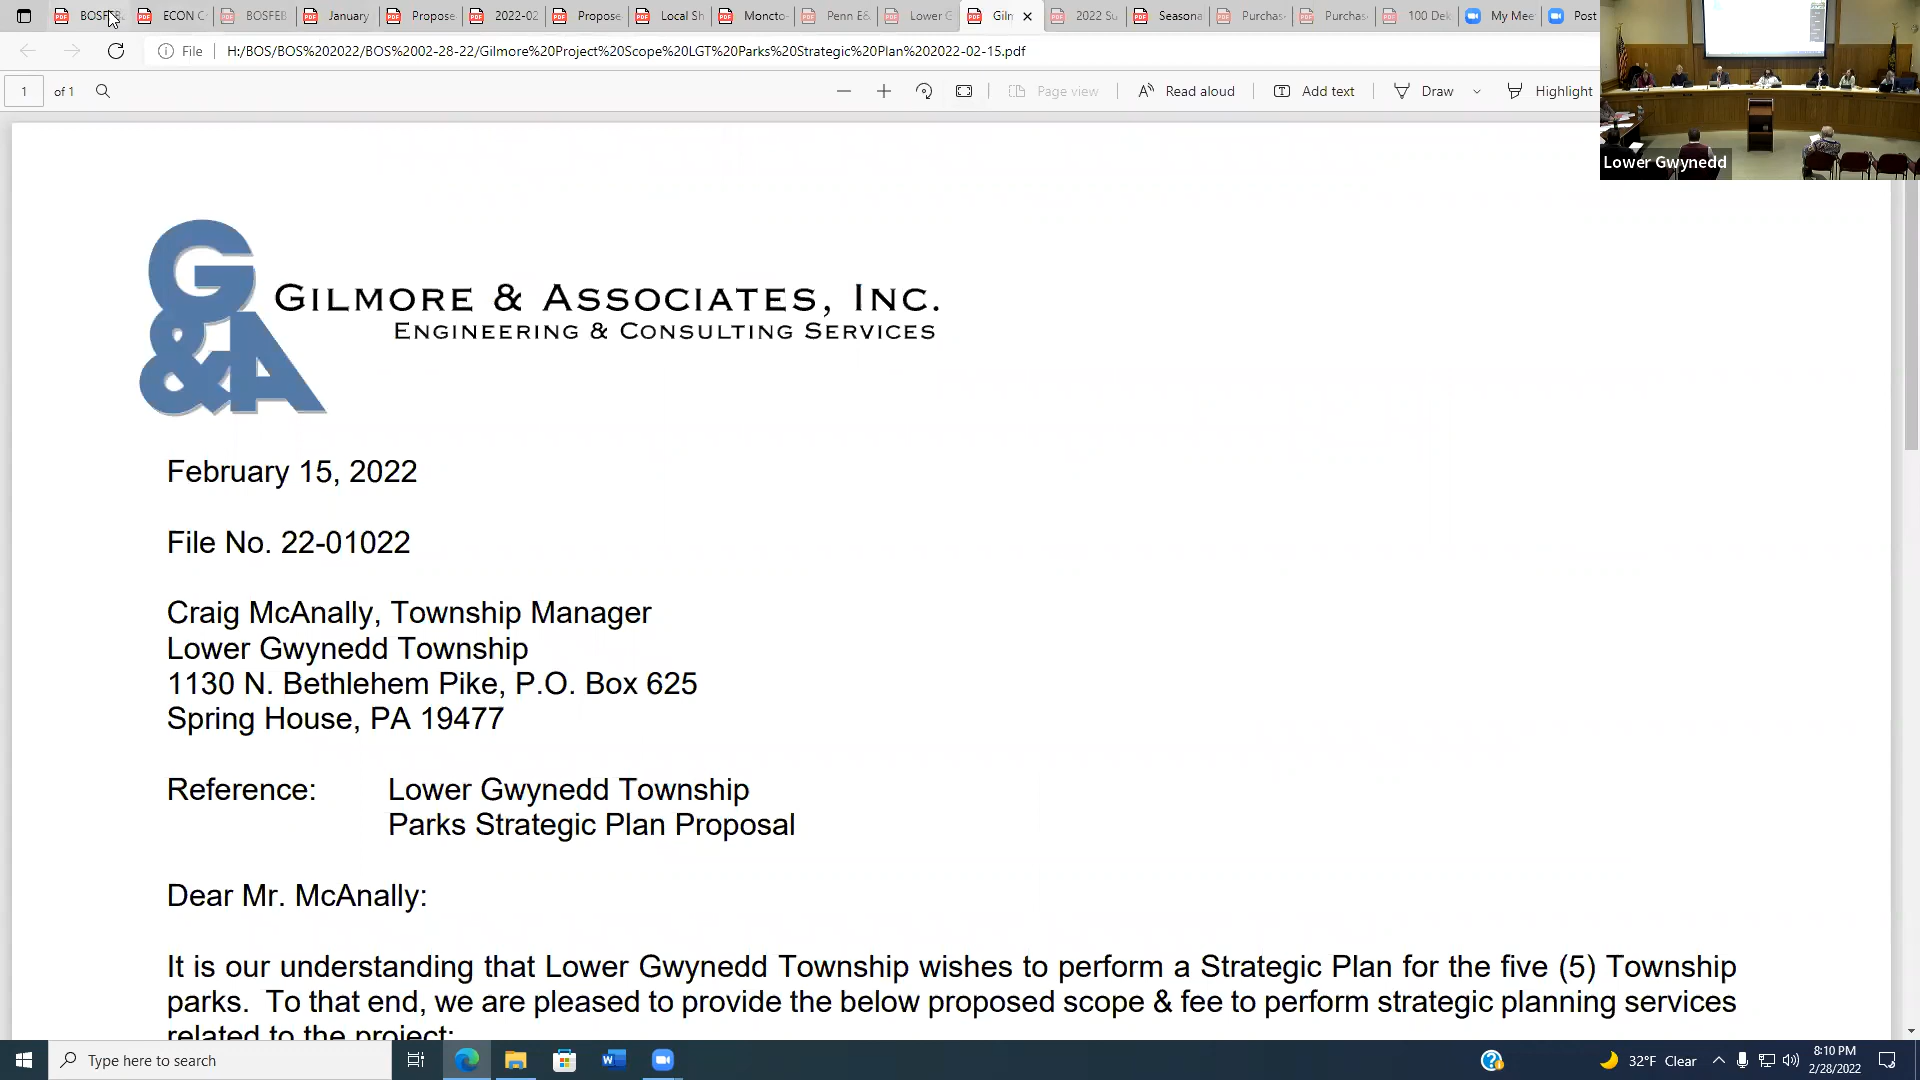 BOSFEB
ECON C
BOSFEB
January
Propose
2022-02
Propose
Local Sh
Moncto
Penn E&
Lower G
Gilm
2022 Su
Seasona
Purchas
Purchas
100 Dek
My Mee
Post
File
H:/BOS/BOS%202022/BOS%2002-28-22/Gilmore%20Project%20Scope%20LGT%20Parks%20Strategic%20Plan%202022-02-15.pdf
1 of 1
Page view
Read aloud
Add text
Draw
Highlight
Lower Gwynedd
G&A
GILMORE & ASSOCIATES, INC.
ENGINEERING & CONSULTING SERVICES
February 15, 2022
File No. 22-01022
Craig McAnally, Township Manager
Lower Gwynedd Township
1130 N. Bethlehem Pike, P.O. Box 625
Spring House, PA 19477
Reference: Lower Gwynedd Township
Parks Strategic Plan Proposal
Dear Mr. McAnally:
It is our understanding that Lower Gwynedd Township wishes to perform a Strategic Plan for the five (5) Township
parks. To that end, we are pleased to provide the below proposed scope & fee to perform strategic planning services
related to the project:
Type here to search
32°F Clear
8:10 PM
2/28/2022